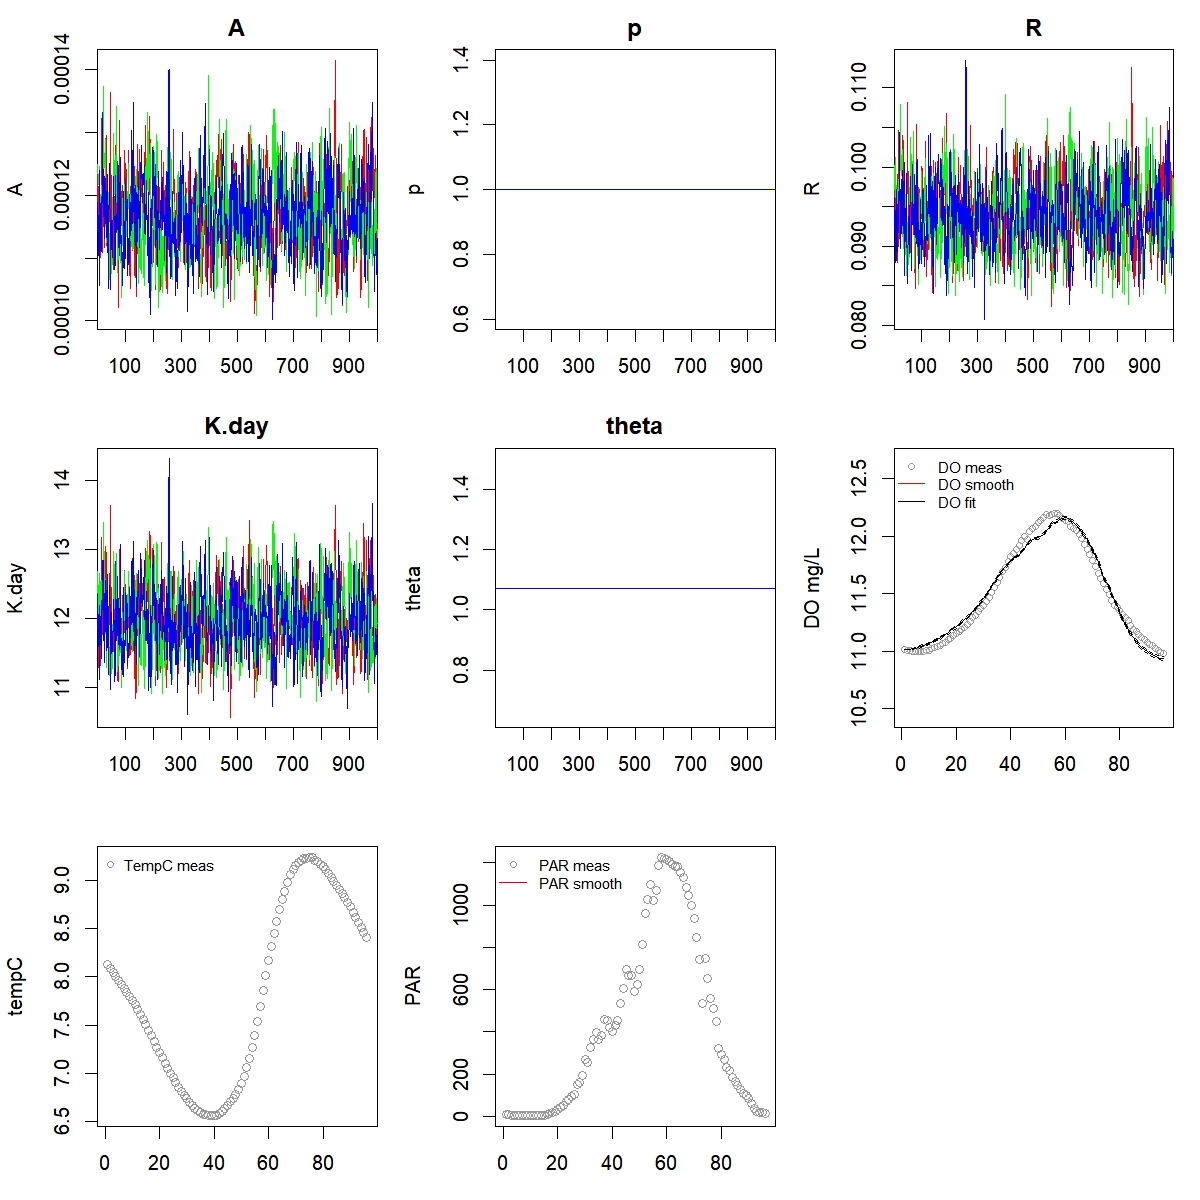 A
A
0.00010
0.00012
0.00014
100 300 500 700 900
p
p
0.6
0.8
1.0
1.2
1.4
100 300 500 700 900
R
R
0.080
0.090
0.100
0.110
100 300 500 700 900
K.day
K.day
11
12
13
14
100 300 500 700 900
theta
theta
0.8
1.0
1.2
1.4
100 300 500 700 900
DO mg/L
10.5
11.0
11.5
12.0
12.5
DO meas
DO smooth
DO fit
0 20 40 60 80
tempC
6.5
7.0
7.5
8.0
8.5
9.0
TempC meas
0 20 40 60 80
PAR
0
200
600
1000
PAR meas
PAR smooth
0 20 40 60 80